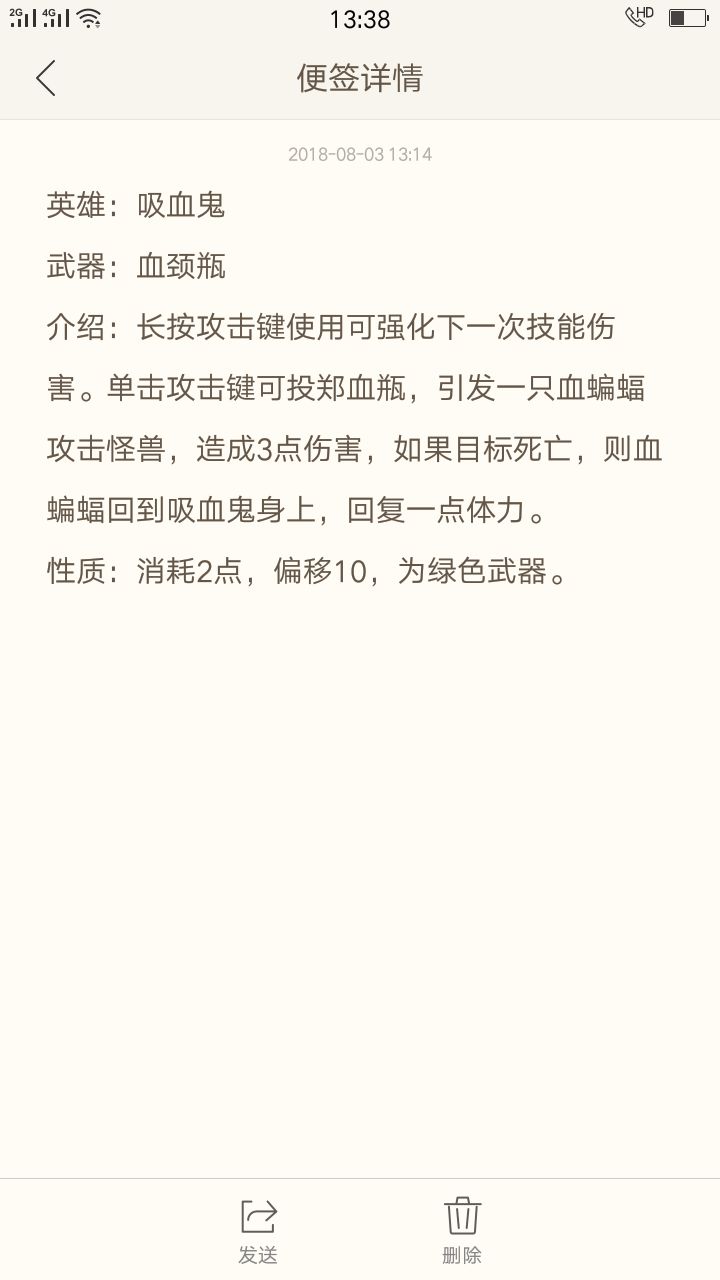 2G 4G 13:38 HD
便签详情
2018-08-03 13:14
英雄：吸血鬼
武器：血颈瓶
介绍：长按攻击键使用可强化下一次技能伤
害。单击攻击键可投郑血瓶，引发一只血蝙蝠
攻击怪兽，造成3点伤害，如果目标死亡，则血
蝙蝠回到吸血鬼身上，回复一点体力。
性质：消耗2点，偏移10，为绿色武器。
发送 删除